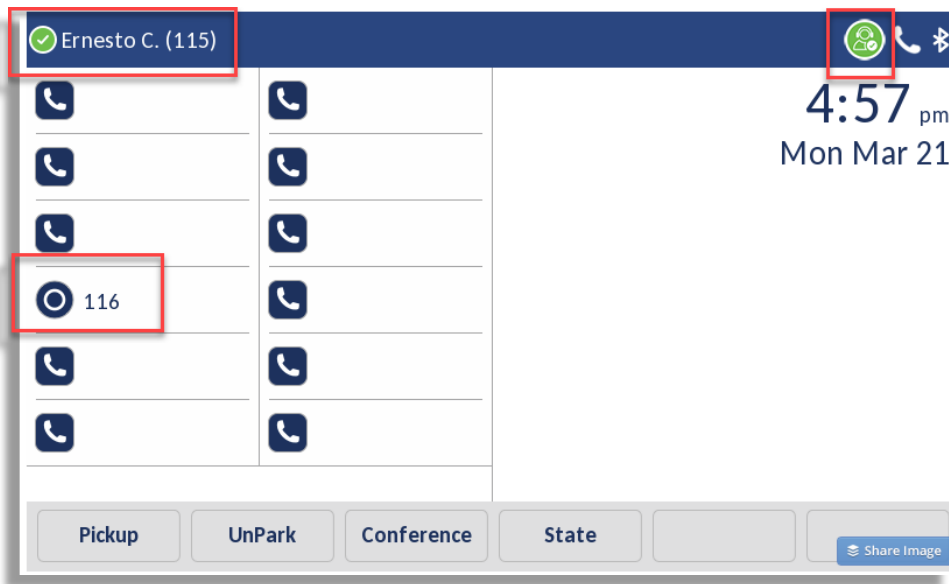 Ernesto C. (115)
4:57 pm
Mon Mar 21
116
Pickup UnPark Conference State
Share Image